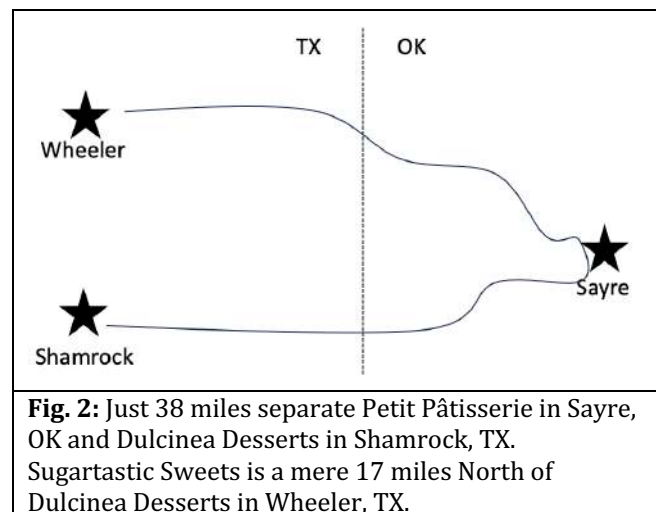 TX OK
Wheeler
Sayre
Shamrock
Fig. 2: Just 38 miles separate Petit Pâtisserie in Sayre,
OK and Dulcinea Desserts in Shamrock, TX.
Sugartastic Sweets is a mere 17 miles North of
Dulcinea Desserts in Wheeler, TX.